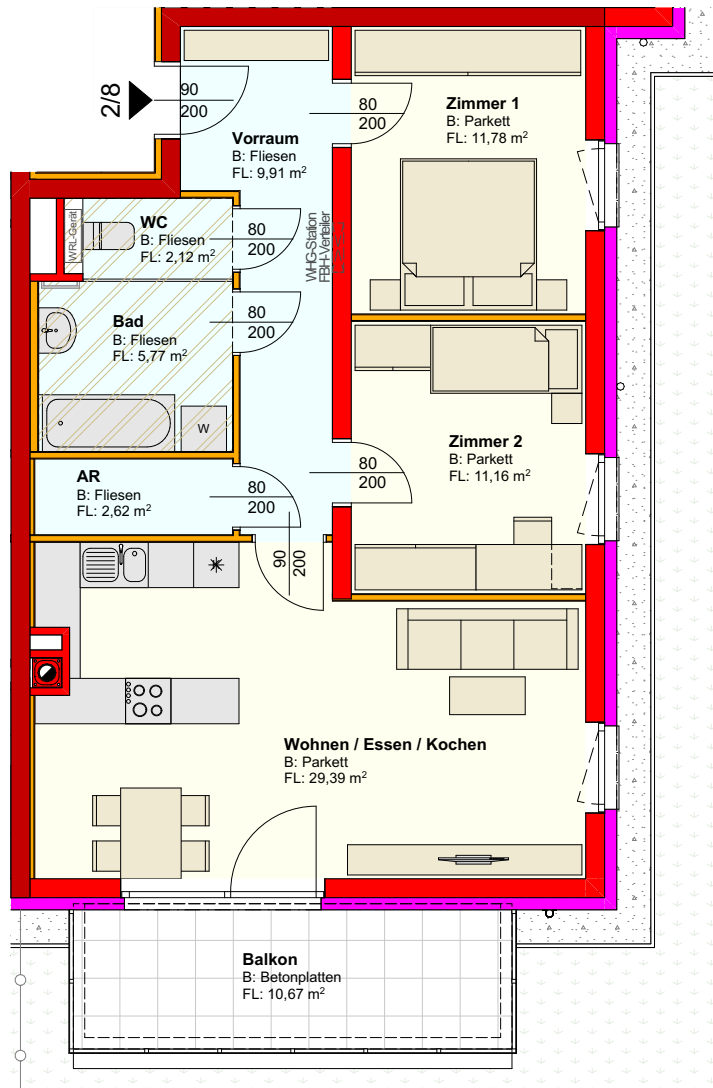 2/8
90
200
Vorraum
B: Fliesen
FL: 9,91 m²
80
200
Zimmer 1
B: Parkett
FL: 11,78 m²
WRL-Gerät
WC
B: Fliesen
FL: 2,12 m²
80
200
WHG-Station
FBH-Verteiler
Bad
B: Fliesen
FL: 5,77 m²
80
200
W
Zimmer 2
B: Parkett
FL: 11,16 m²
80
200
AR
B: Fliesen
FL: 2,62 m²
80
200
90
200
Wohnen / Essen / Kochen
B: Parkett
FL: 29,39 m²
Balkon
B: Betonplatten
FL: 10,67 m²